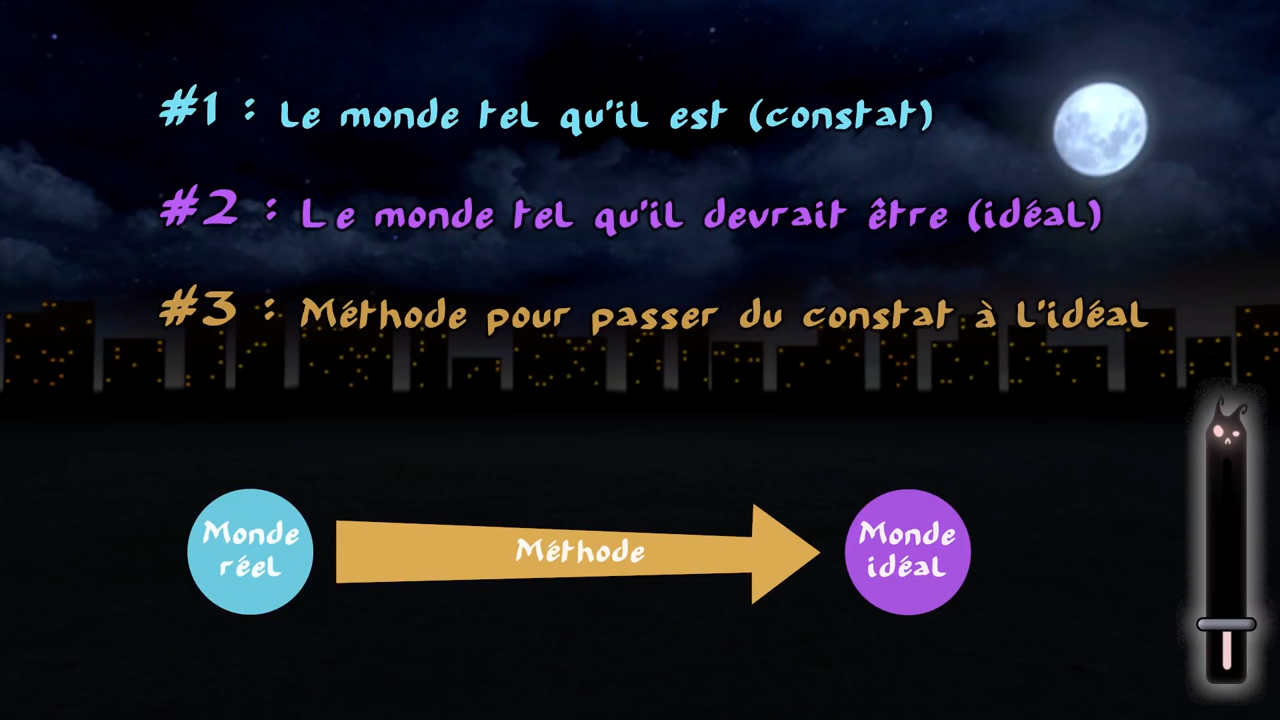 #1 : Le monde tel qu'il est (constat)
#2 : Le monde tel qu'il devrait être (idéal)
#3 : Méthode pour passer du constat à l'idéal
Monde
réel
Méthode
Monde
idéal